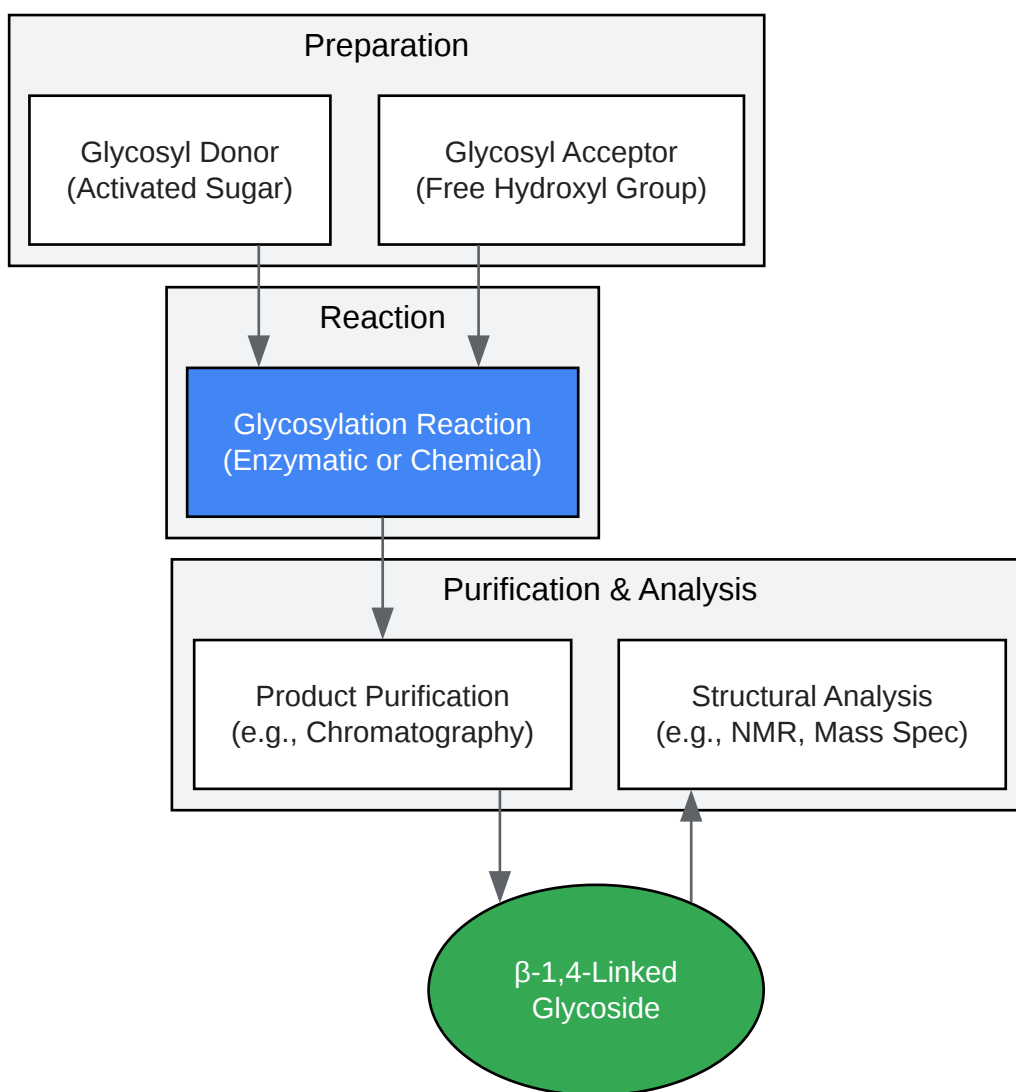 Preparation
Glycosyl Donor
(Activated Sugar)
Glycosyl Acceptor
(Free Hydroxyl Group)
Reaction
Glycosylation Reaction
(Enzymatic or Chemical)
Purification & Analysis
Product Purification
(e.g., Chromatography)
Structural Analysis
(e.g., NMR, Mass Spec)
β-1,4-Linked
Glycoside